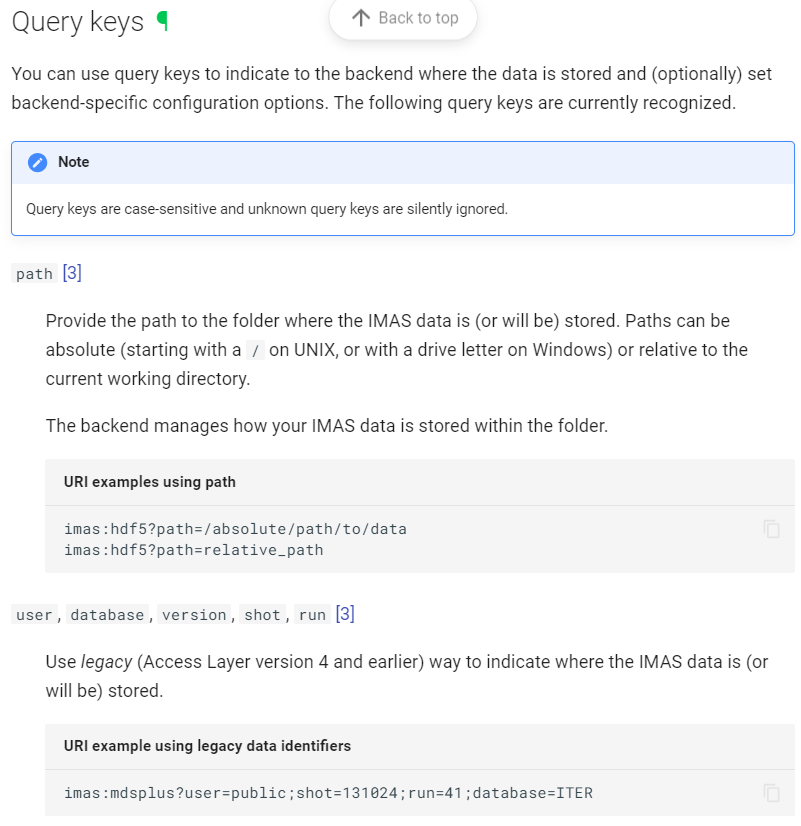 Query keys ¶
Back to top
You can use query keys to indicate to the backend where the data is stored and (optionally) set
backend-specific configuration options. The following query keys are currently recognized.
Note
Query keys are case-sensitive and unknown query keys are silently ignored.
path [3]
Provide the path to the folder where the IMAS data is (or will be) stored. Paths can be
absolute (starting with a / on UNIX, or with a drive letter on Windows) or relative to the
current working directory.
The backend manages how your IMAS data is stored within the folder.
URI examples using path
imas:hdf5?path=/absolute/path/to/data
imas:hdf5?path=relative_path
user, database, version, shot, run [3]
Use legacy (Access Layer version 4 and earlier) way to indicate where the IMAS data is (or
will be) stored.
URI example using legacy data identifiers
imas:mdsplus?user=public;shot=131024;run=41;database=ITER